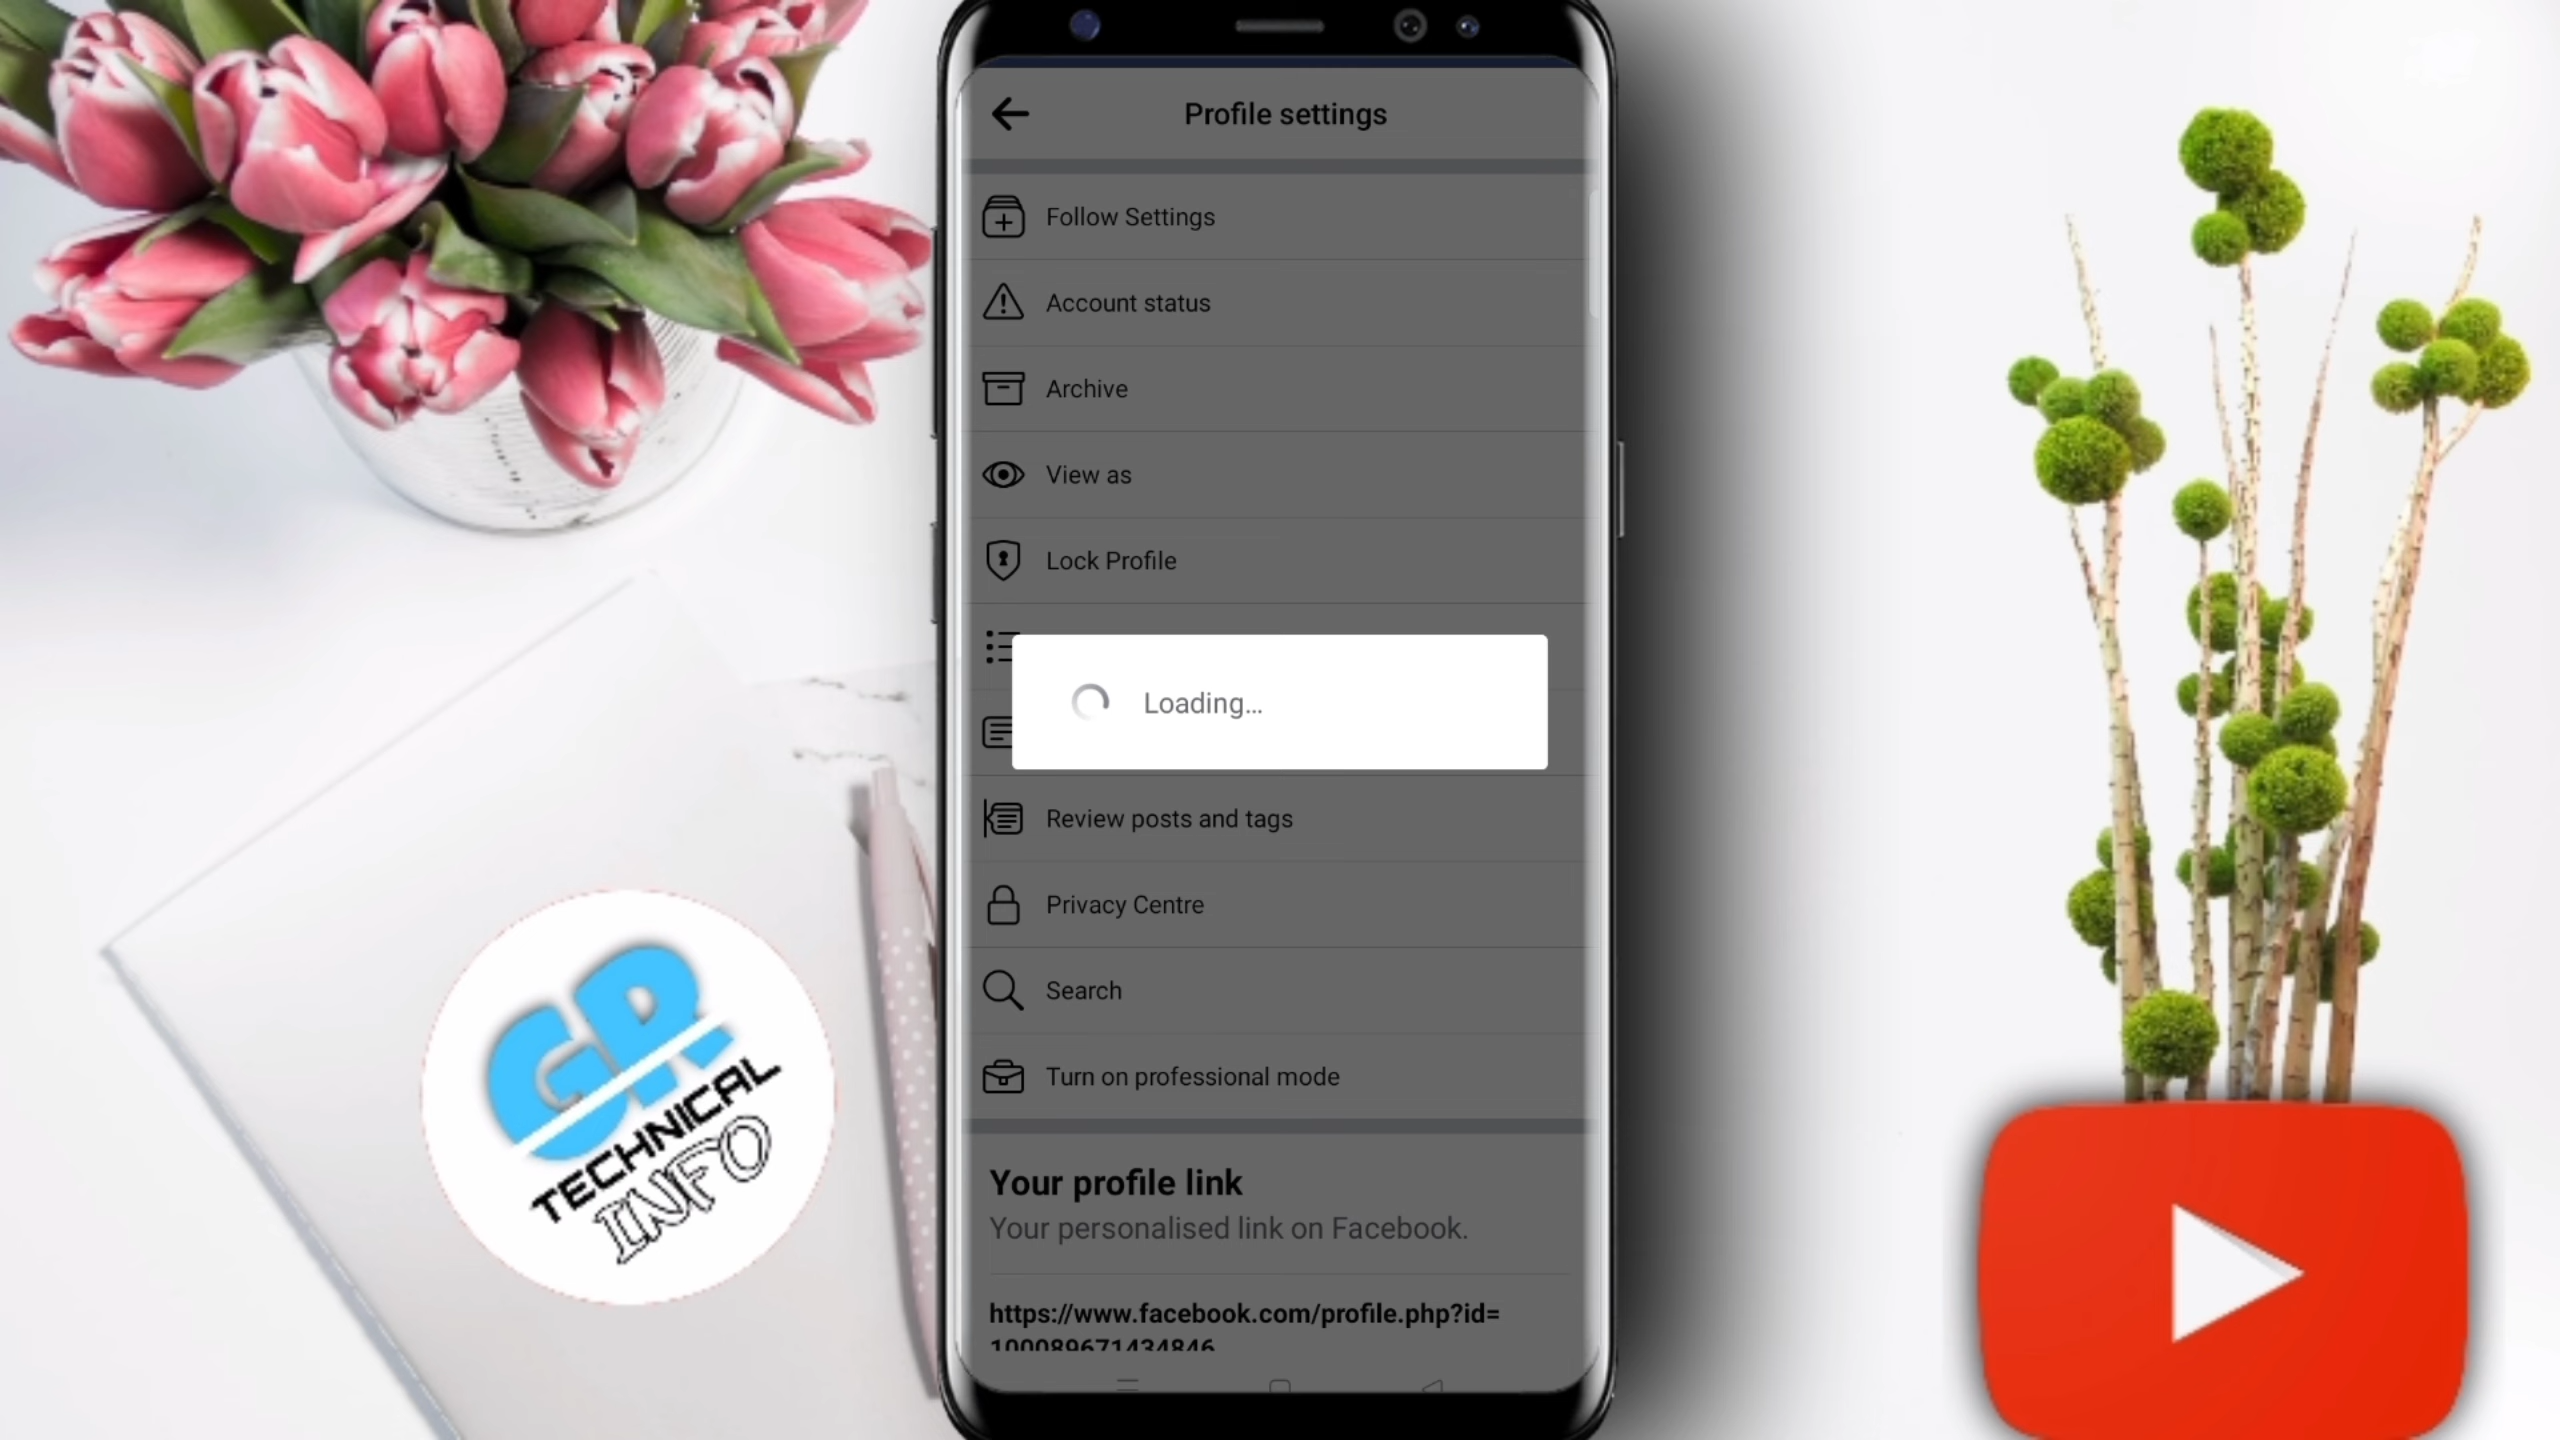 Profile settings
Follow Settings
Account status
Archive
View as
Lock Profile
Loading...
Review posts and tags
Privacy Centre
Search
Turn on professional mode
Your profile link
Your personalised link on Facebook.
https://www.facebook.com/profile.php?id=
100089671434846
GR
TECHNICAL
INFO